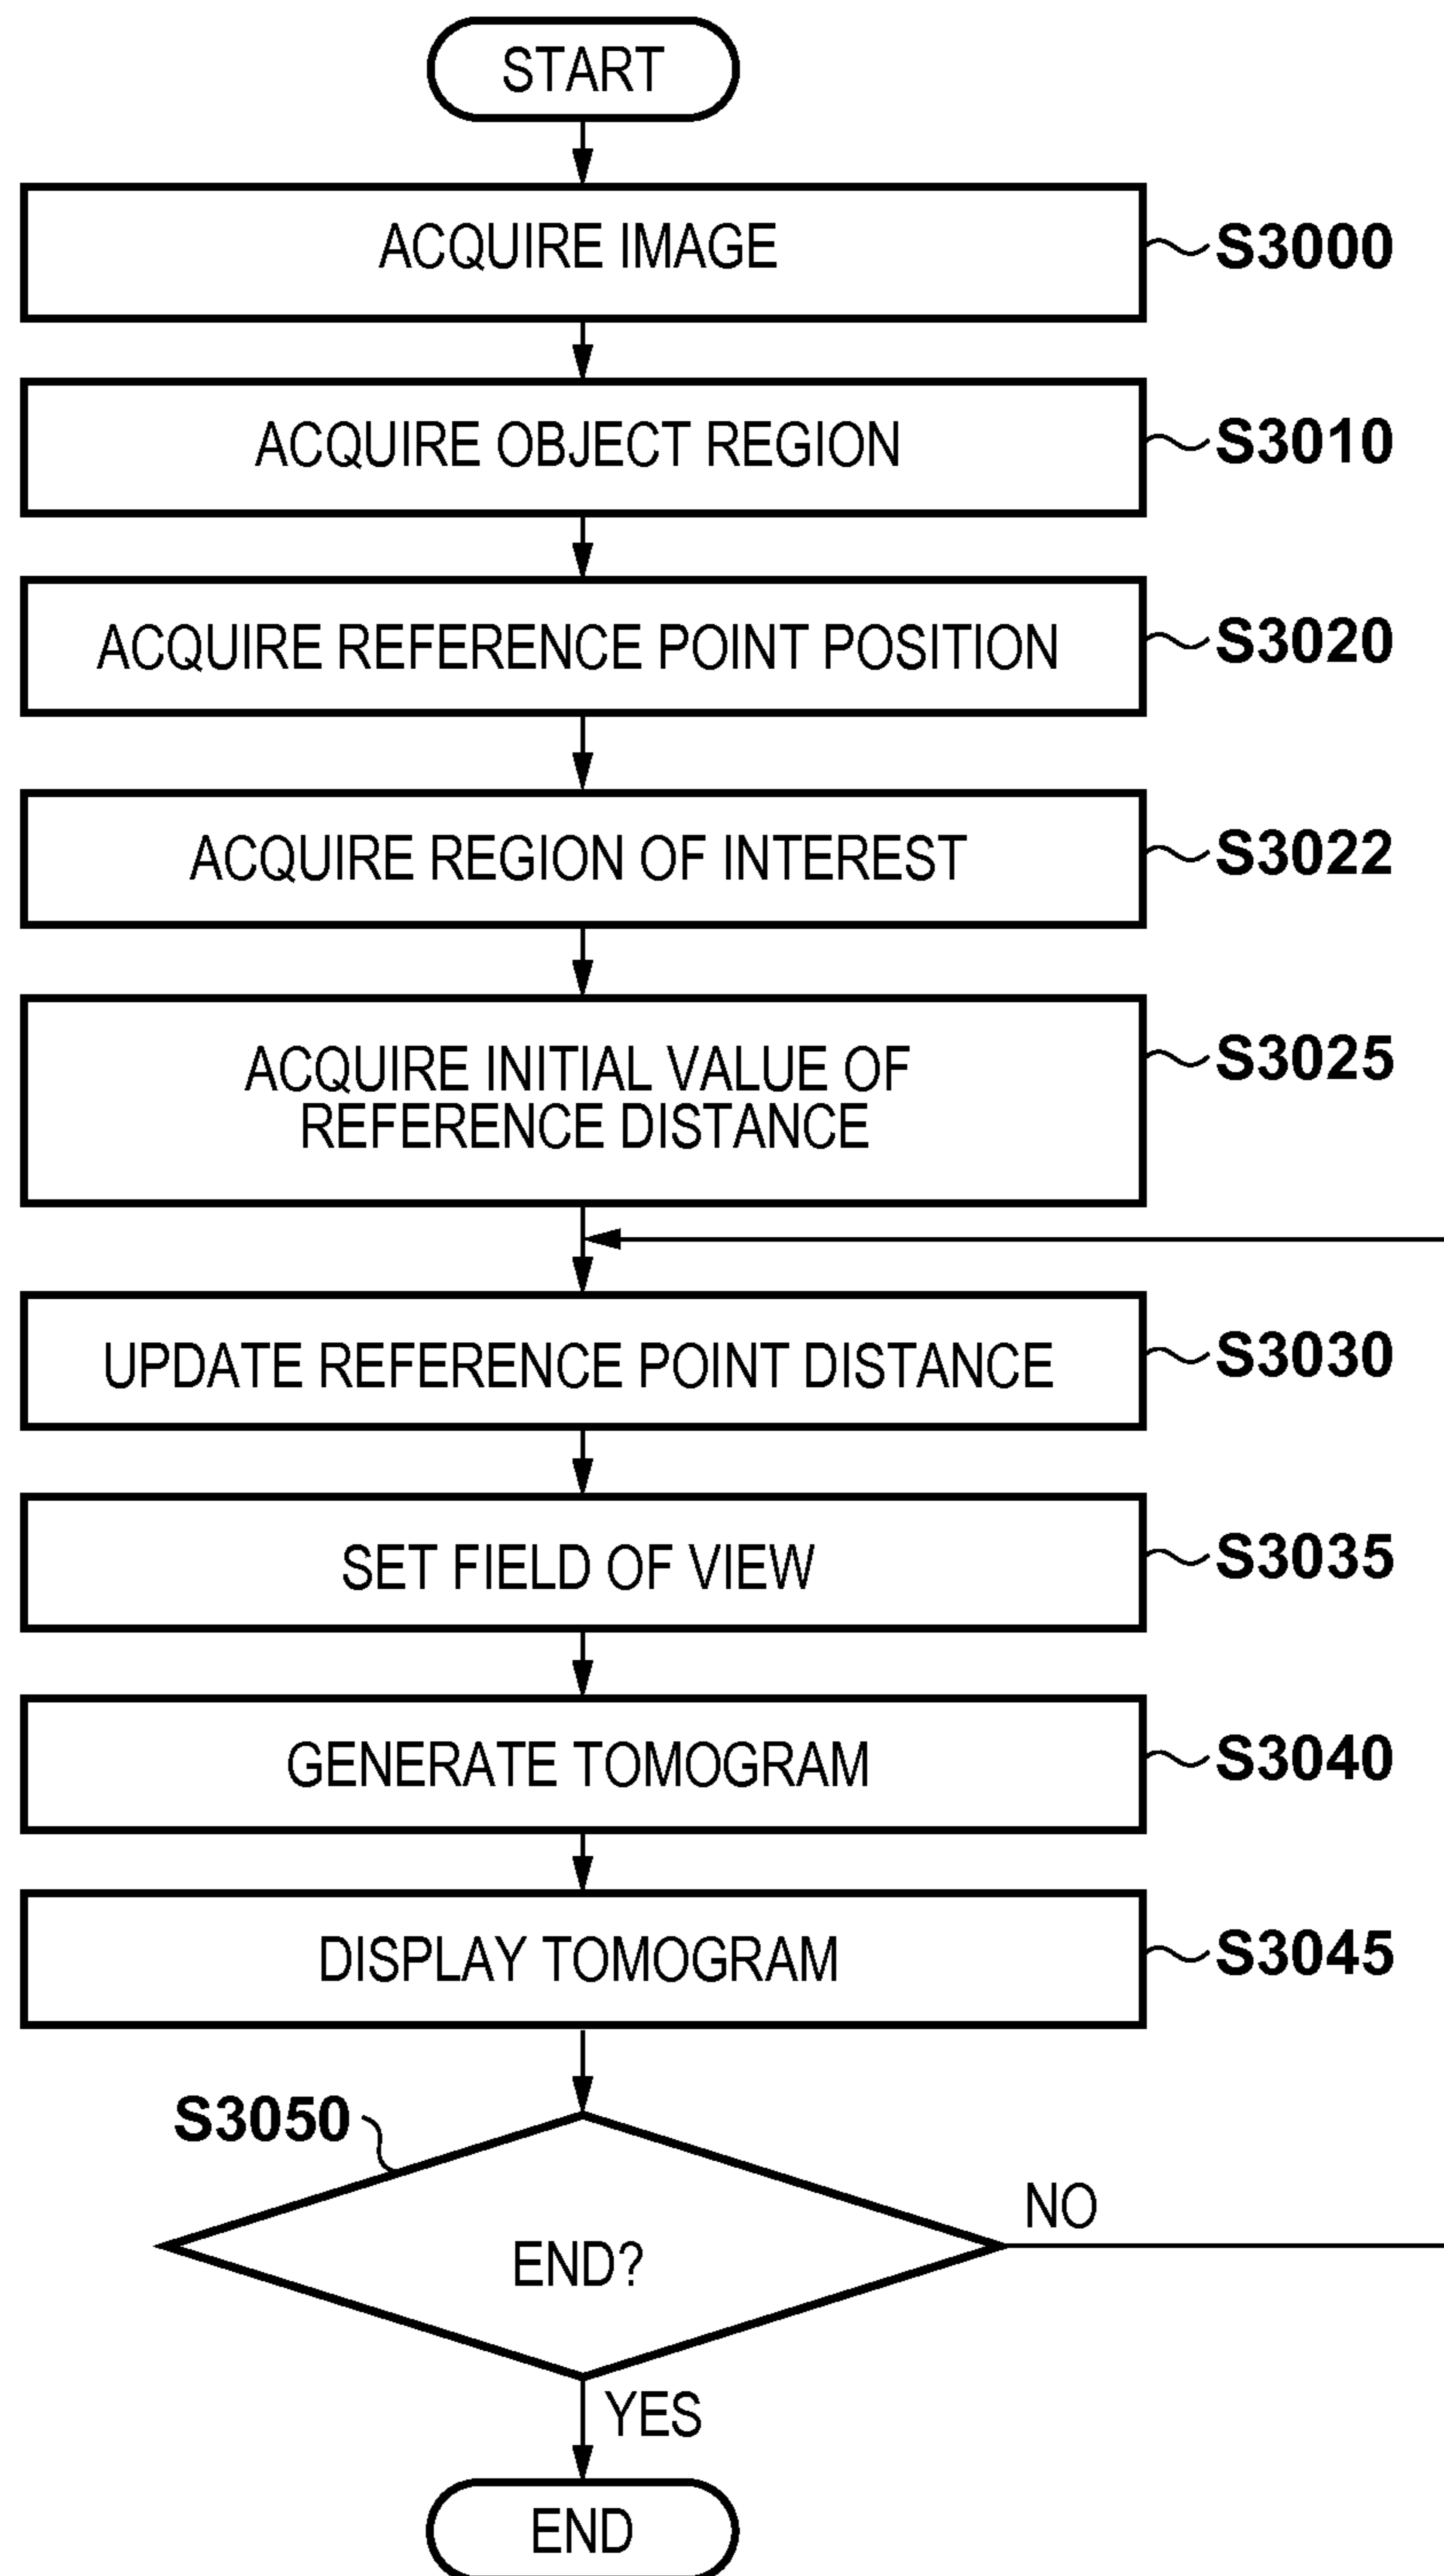 START
ACQUIRE IMAGE
S3000
ACQUIRE OBJECT REGION
S3010
ACQUIRE REFERENCE POINT POSITION
S3020
ACQUIRE REGION OF INTEREST
S3022
ACQUIRE INITIAL VALUE OF
REFERENCE DISTANCE
S3025
UPDATE REFERENCE POINT DISTANCE
S3030
SET FIELD OF VIEW
S3035
GENERATE TOMOGRAM
S3040
DISPLAY TOMOGRAM
S3045
S3050
END?
NO
YES
END